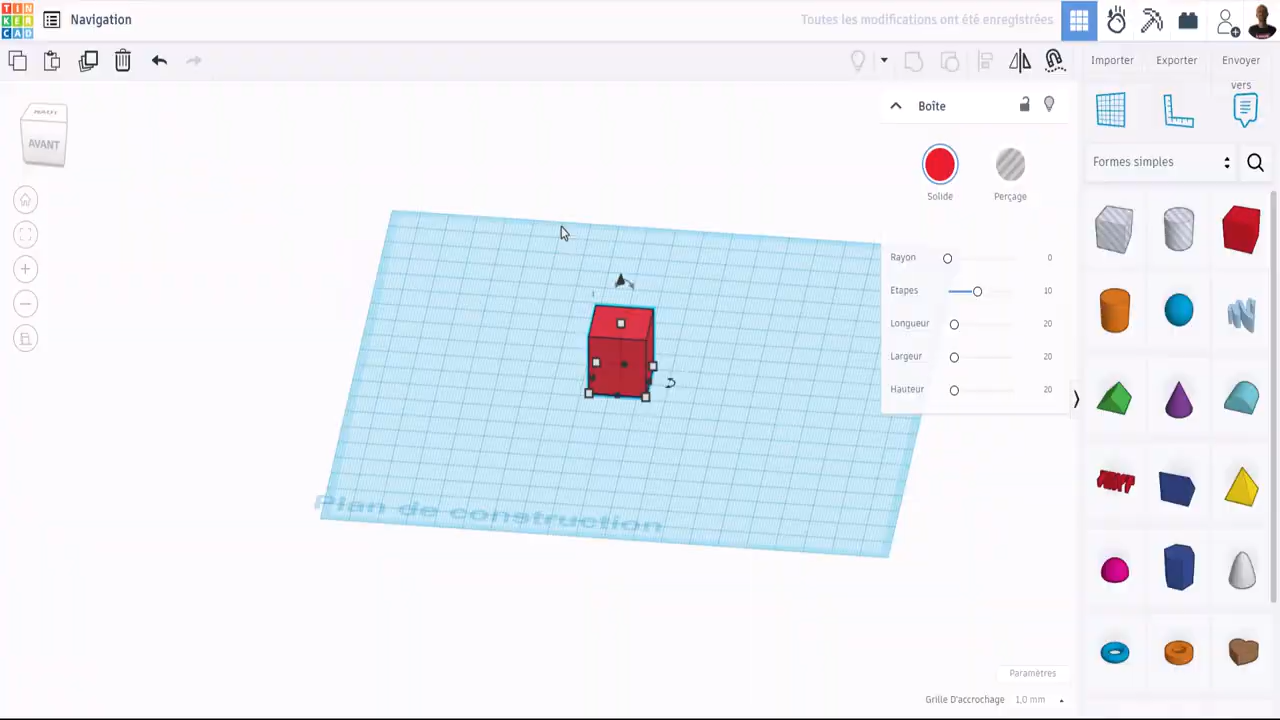 TIN
KER
CAD
Navigation
Toutes les modifications ont été enregistrées
Importer
Exporter
Envoyer
vers
HAUT
AVANT
Boîte
Solide
Perçage
Formes simples
Rayon 0
Etapes 10
Longueur 20
Largeur 20
Hauteur 20
Plan de construction
Paramètres
Grille D'accrochage 1,0 mm